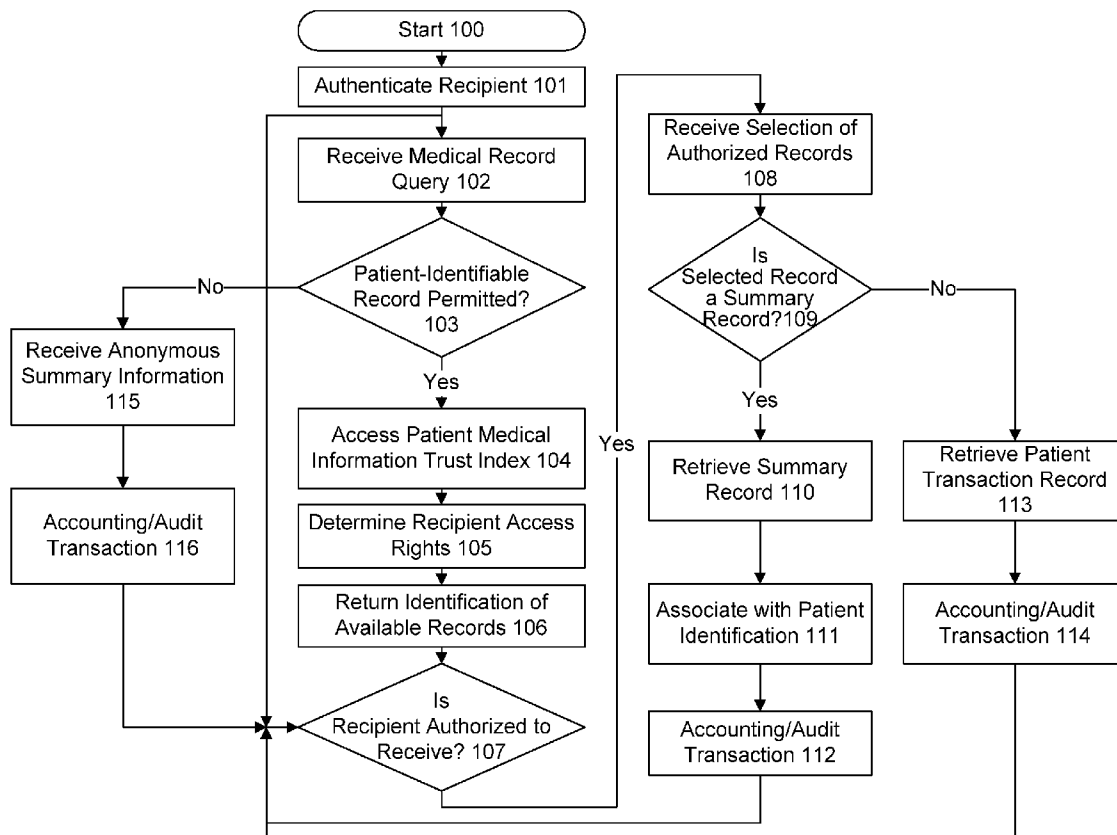 Start 100
Authenticate Recipient 101
Receive Medical Record
Query 102
Patient-Identifiable
Record Permitted?
103
No
Yes
Receive Anonymous
Summary Information
115
Accounting/Audit
Transaction 116
Access Patient Medical
Information Trust Index 104
Determine Recipient Access
Rights 105
Return Identification of
Available Records 106
Is
Recipient Authorized to
Receive? 107
Yes
Receive Selection of
Authorized Records
108
Is
Selected Record
a Summary
Record?109
No
Yes
Retrieve Summary
Record 110
Associate with Patient
Identification 111
Accounting/Audit
Transaction 112
Retrieve Patient
Transaction Record
113
Accounting/Audit
Transaction 114